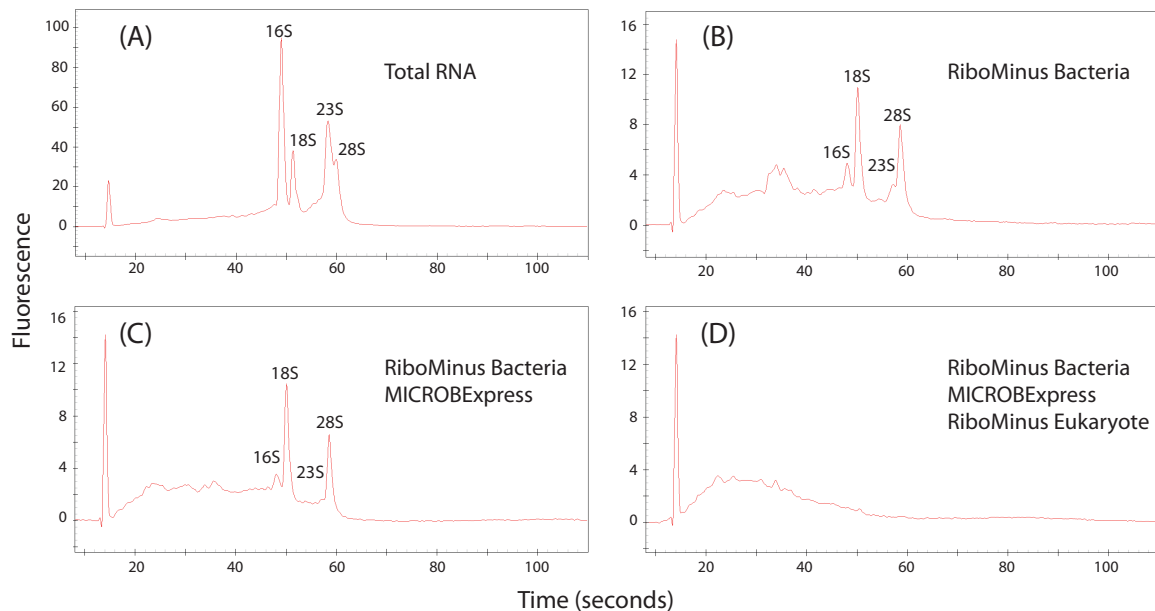 (A)
Total RNA
16S
18S
23S
28S
100
80
60
40
20
0
20 40 60 80 100
(B)
RiboMinus Bacteria
16S
18S
23S
28S
16
12
8
4
0
20 40 60 80 100
Fluorescence
(C)
RiboMinus Bacteria
MICROBExpress
16S
18S
23S
28S
16
12
8
4
0
20 40 60 80 100
(D)
RiboMinus Bacteria
MICROBExpress
RiboMinus Eukaryote
16
12
8
4
0
20 40 60 80 100
Time (seconds)